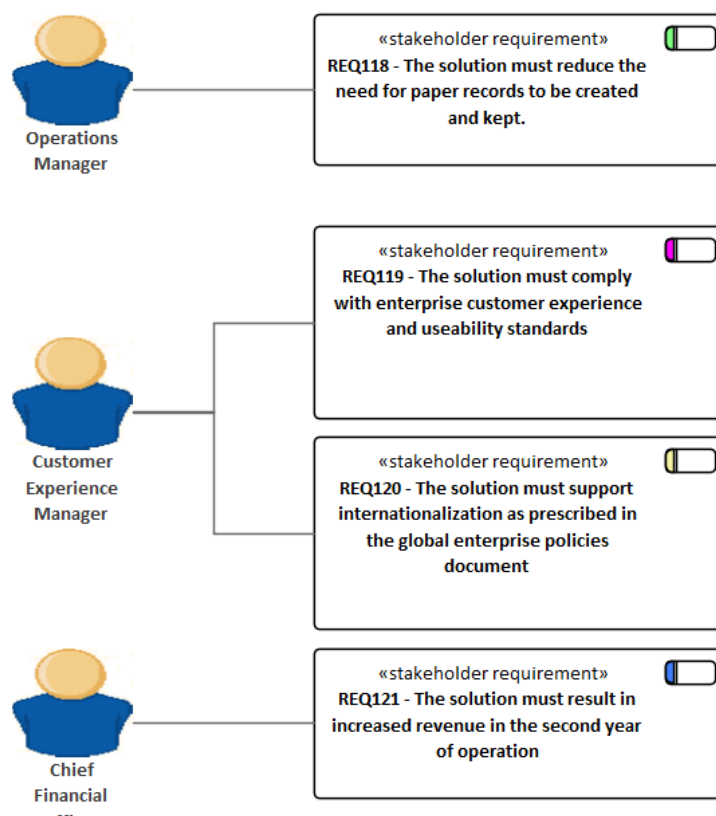 «stakeholder requirement»
REQ118 - The solution must reduce the
need for paper records to be created
and kept.
Operations
Manager
«stakeholder requirement»
REQ119 - The solution must comply
with enterprise customer experience
and useability standards
Customer
Experience
Manager
«stakeholder requirement»
REQ120 - The solution must support
internationalization as prescribed in
the global enterprise policies
document
«stakeholder requirement»
REQ121 - The solution must result in
increased revenue in the second year
of operation
Chief
Financial